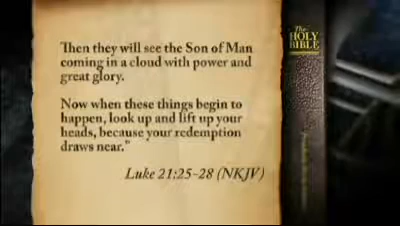 Then they will see the Son of Man
coming in a cloud with power and
great glory.
Now when these things begin to
happen, look up and lift up your
heads, because your redemption
draws near."
Luke 21:25-28 (NKJV)
The
HOLY
BIBLE